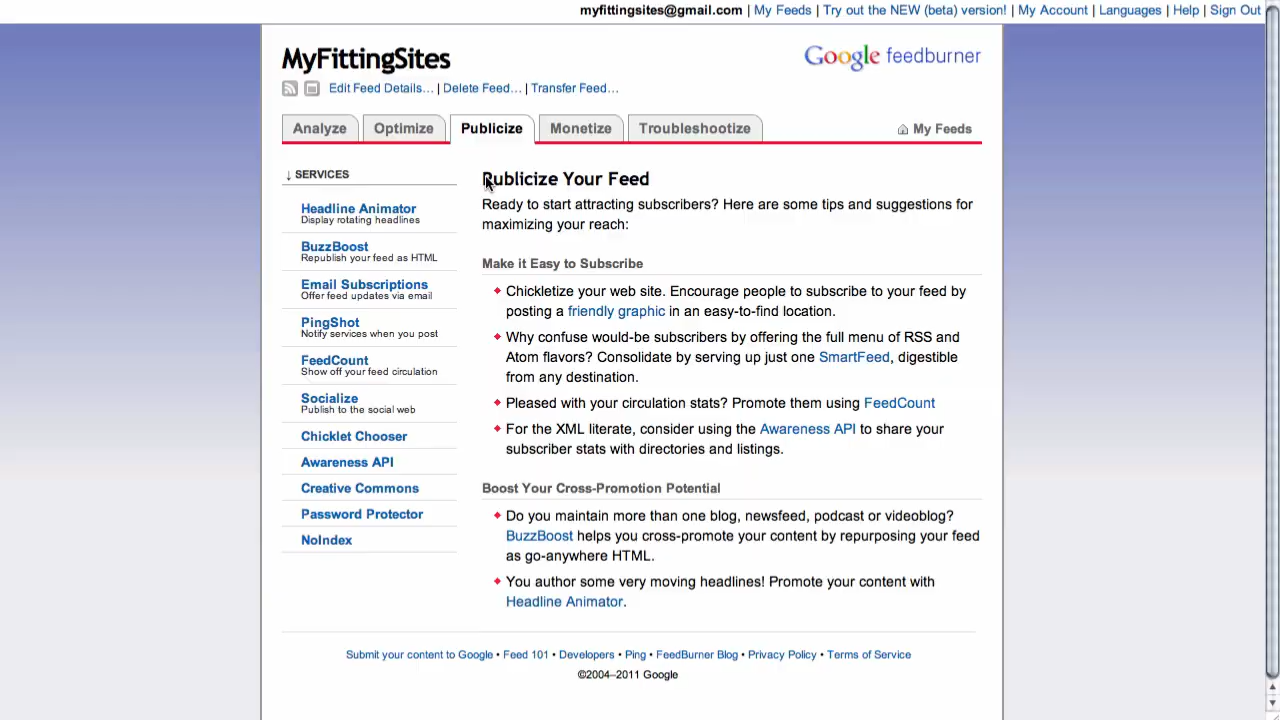 myfittingsites@gmail.com | My Feeds | Try out the NEW (beta) version! | My Account | Languages | Help | Sign Out
MyFittingSites
Google feedburner
Edit Feed Details... | Delete Feed... | Transfer Feed...
Analyze
Optimize
Publicize
Monetize
Troubleshootize
My Feeds
↓ SERVICES
Headline Animator
Display rotating headlines
BuzzBoost
Republish your feed as HTML
Email Subscriptions
Offer feed updates via email
PingShot
Notify services when you post
FeedCount
Show off your feed circulation
Socialize
Publish to the social web
Chicklet Chooser
Awareness API
Creative Commons
Password Protector
NoIndex
Publicize Your Feed
Ready to start attracting subscribers? Here are some tips and suggestions for
maximizing your reach:
Make it Easy to Subscribe
Chickletize your web site. Encourage people to subscribe to your feed by
posting a friendly graphic in an easy-to-find location.
Why confuse would-be subscribers by offering the full menu of RSS and
Atom flavors? Consolidate by serving up just one SmartFeed, digestible
from any destination.
Pleased with your circulation stats? Promote them using FeedCount
For the XML literate, consider using the Awareness API to share your
subscriber stats with directories and listings.
Boost Your Cross-Promotion Potential
Do you maintain more than one blog, newsfeed, podcast or videoblog?
BuzzBoost helps you cross-promote your content by repurposing your feed
as go-anywhere HTML.
You author some very moving headlines! Promote your content with
Headline Animator.
Submit your content to Google • Feed 101 • Developers • Ping • FeedBurner Blog • Privacy Policy • Terms of Service
©2004–2011 Google